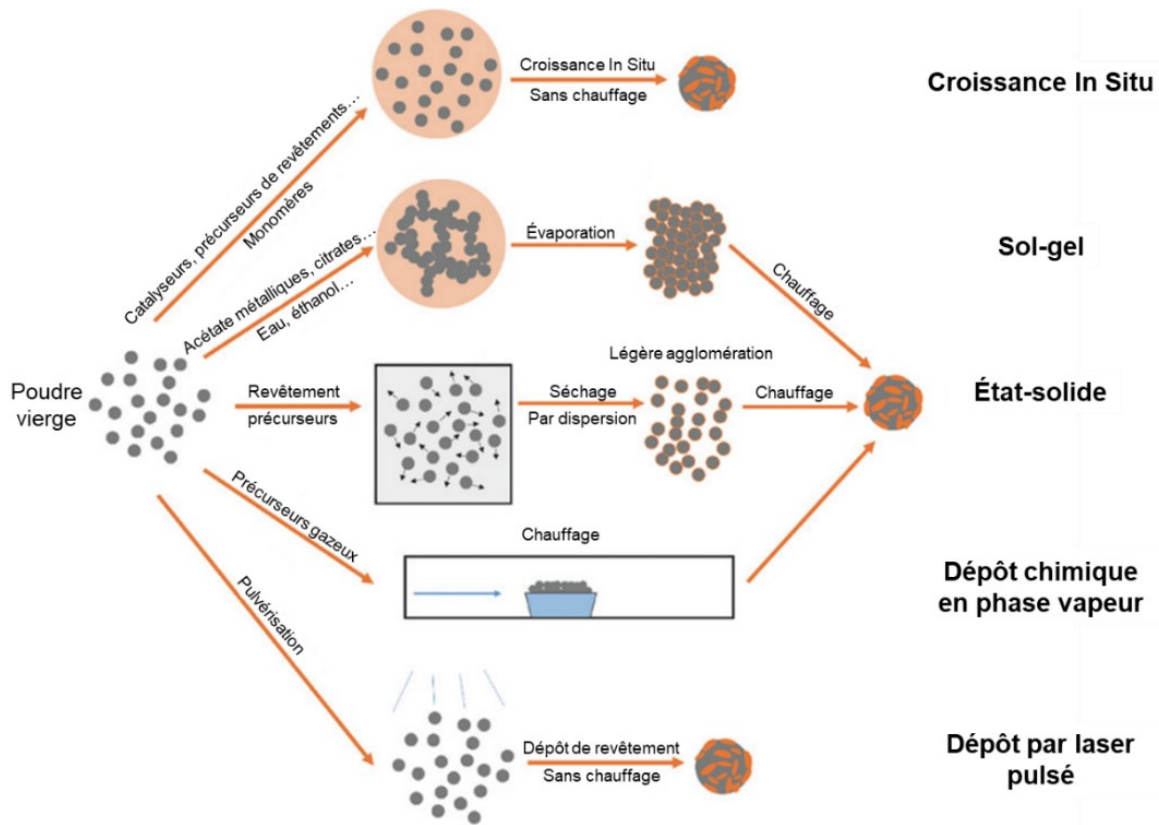 Croissance In Situ
Sans chauffage
Croissance In Situ
Catalyseurs, précurseurs de revêtements…
Monomères
Acétate métalliques, citrates…
Eau, éthanol…
Évaporation
Sol-gel
Chauffage
Poudre
vierge
Revêtement
précurseurs
Séchage
Par dispersion
Légère agglomération
Chauffage
État-solide
Précurseurs gazeux
Chauffage
Dépôt chimique
en phase vapeur
Pulvérisation
Dépôt de revêtement
Sans chauffage
Dépôt par laser
pulsé